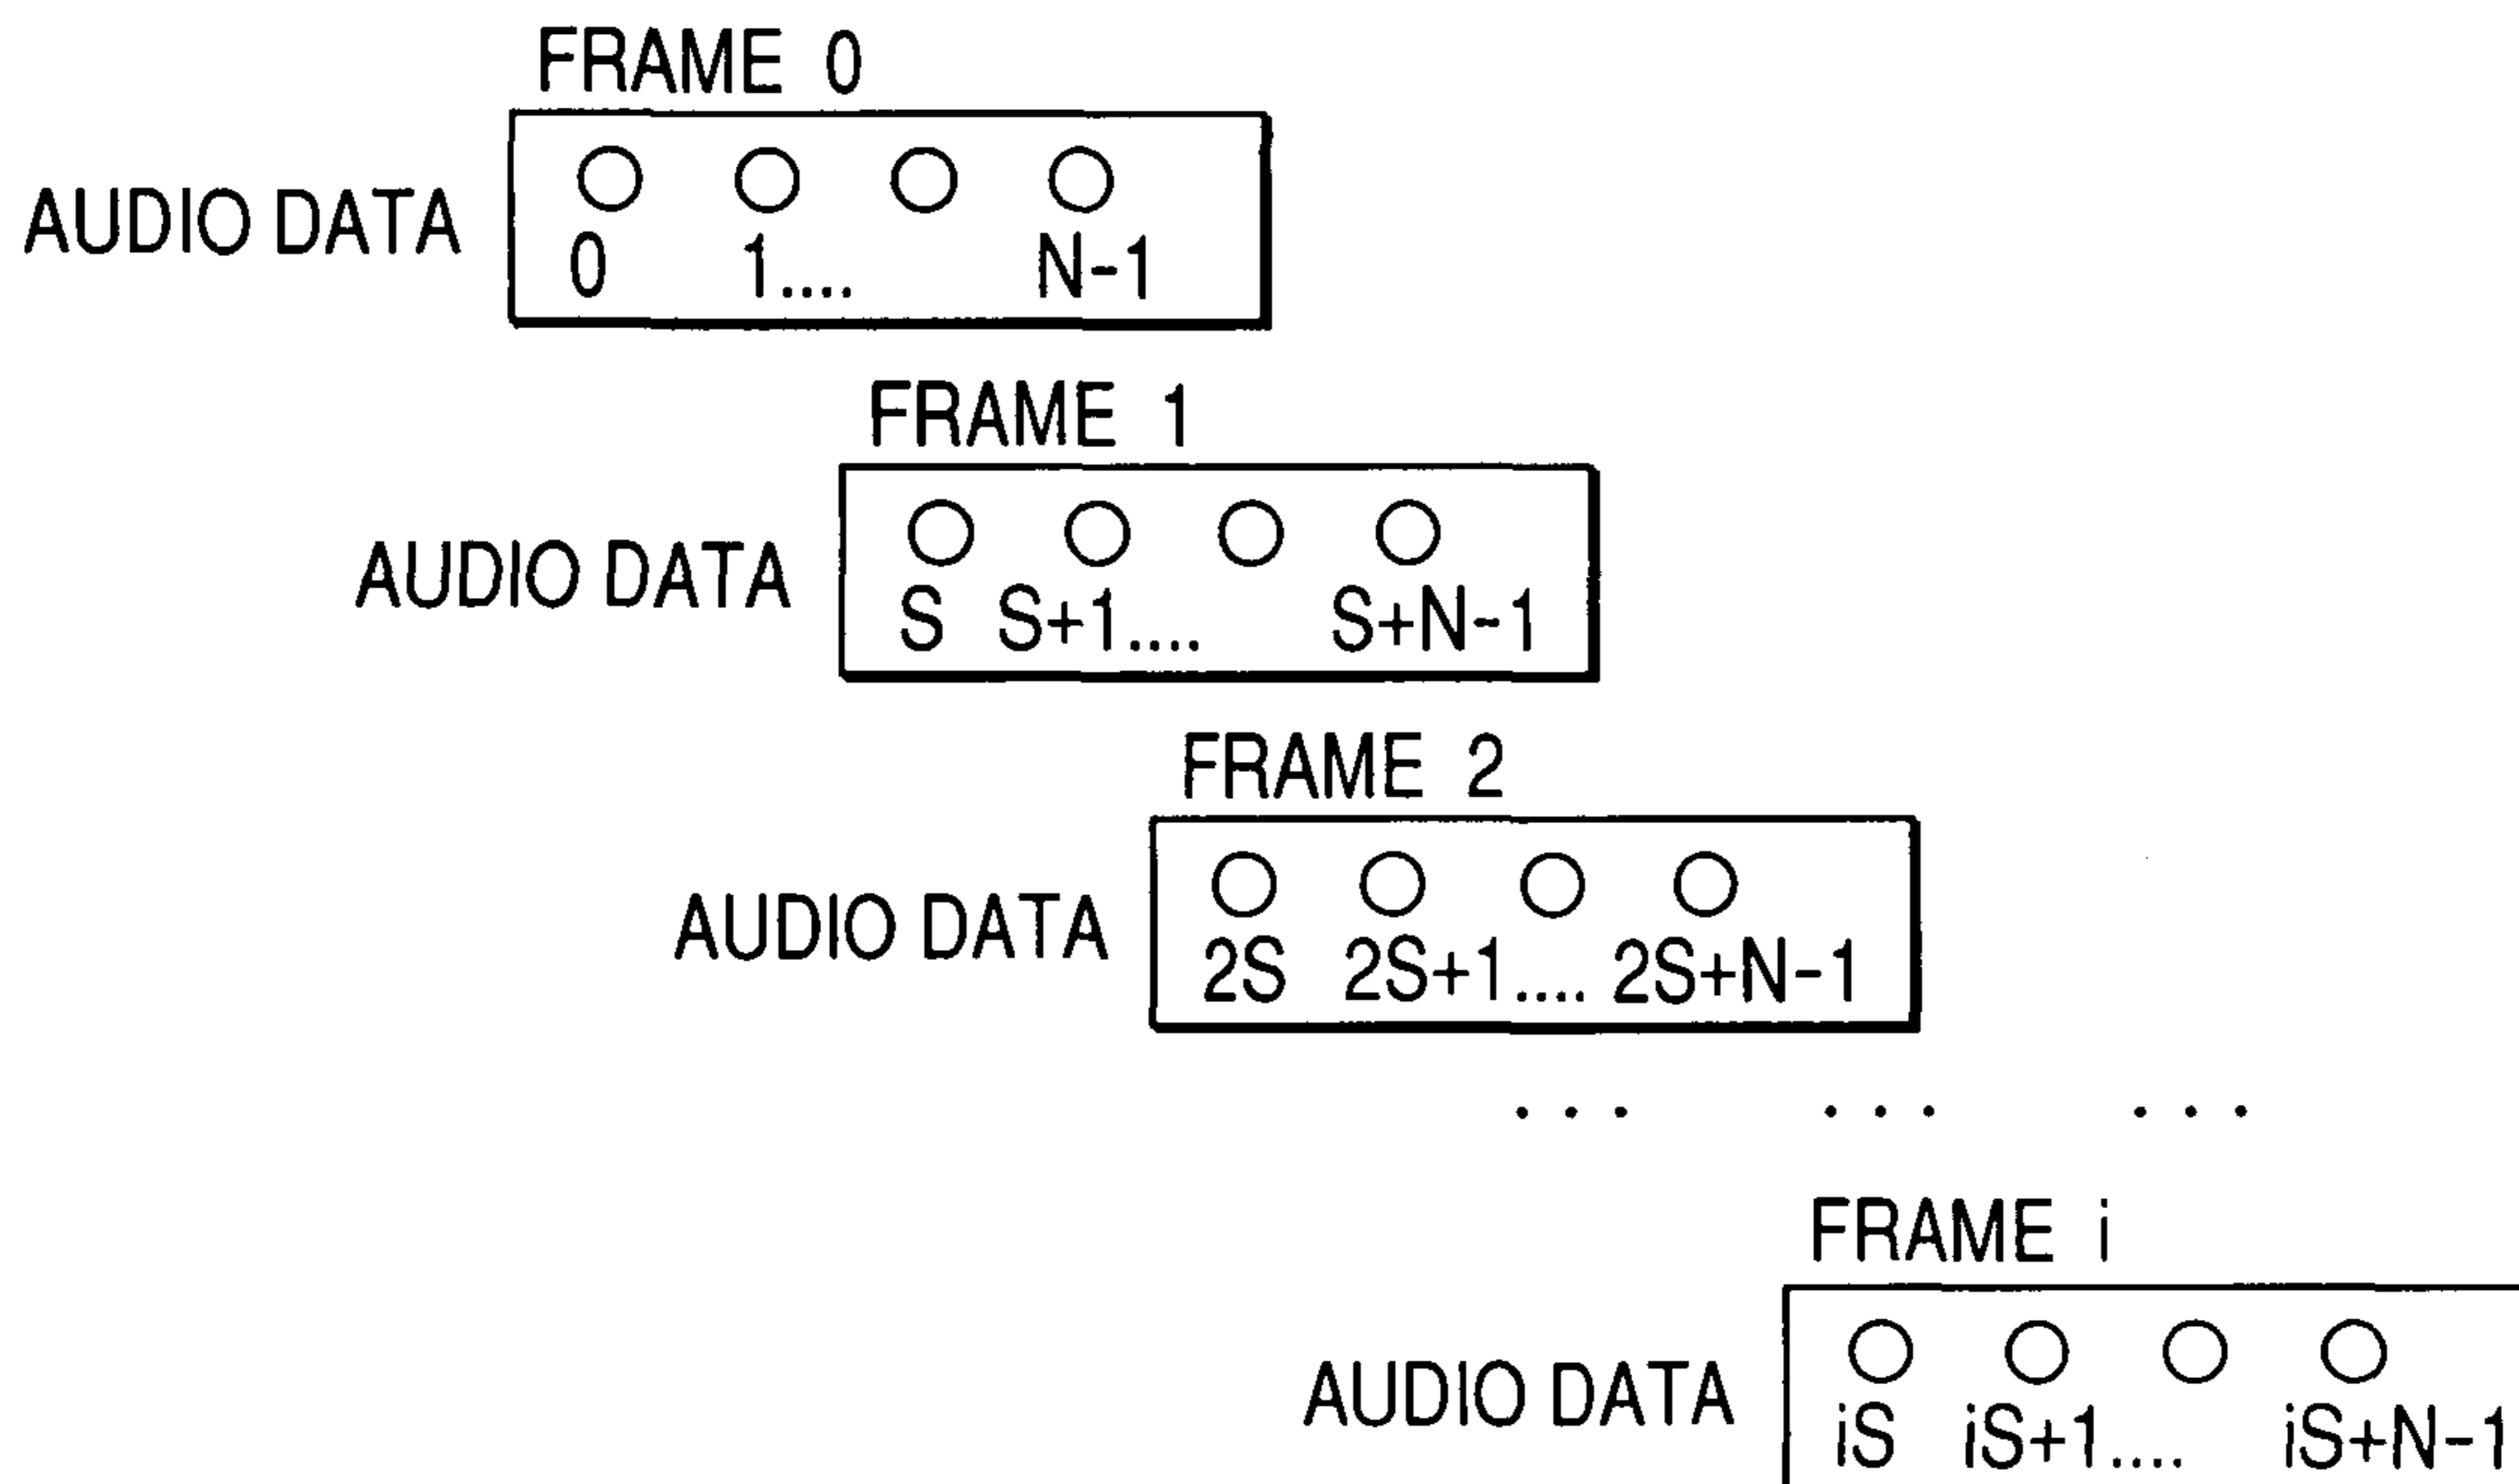 FRAME 0
AUDIO DATA
0 1.... N-1
FRAME 1
AUDIO DATA
S S+1.... S+N-1
FRAME 2
AUDIO DATA
2S 2S+1.... 2S+N-1
... ... ...
FRAME i
AUDIO DATA
iS iS+1.... iS+N-1